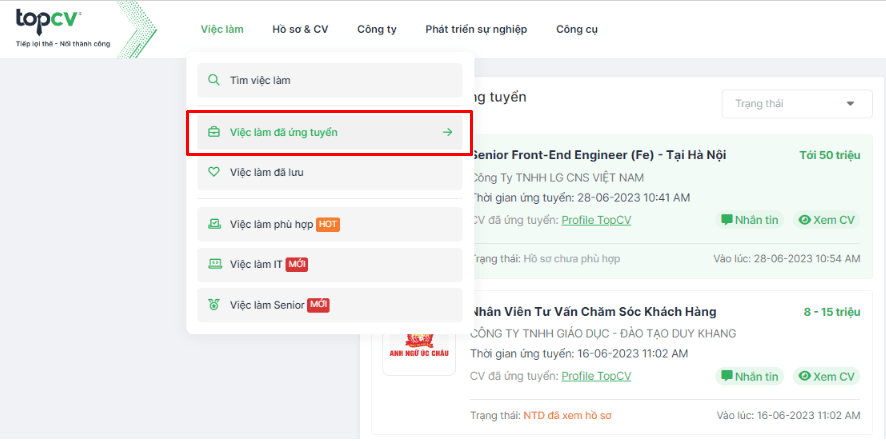 topcv
Tiếp lợi thế - Nối thành công
Việc làm
Hồ sơ & CV
Công ty
Phát triển sự nghiệp
Công cụ
Tìm việc làm
Việc làm đã ứng tuyển
Việc làm đã lưu
Việc làm phù hợp HOT
Việc làm IT MỚI
Việc làm Senior MỚI
ng tuyển
Trạng thái
Senior Front-End Engineer (Fe) - Tại Hà Nội
Tới 50 triệu
Công Ty TNHH LG CNS VIỆT NAM
Thời gian ứng tuyển: 28-06-2023 10:41 AM
CV đã ứng tuyển: Profile TopCV
Nhắn tin
Xem CV
Trạng thái: Hồ sơ chưa phù hợp
Vào lúc: 28-06-2023 10:54 AM
Nhân Viên Tư Vấn Chăm Sóc Khách Hàng
8 - 15 triệu
CÔNG TY TNHH GIÁO DỤC - ĐÀO TẠO DUY KHANG
ANH NGỮ ÚC CHÂU
Thời gian ứng tuyển: 16-06-2023 11:02 AM
CV đã ứng tuyển: Profile TopCV
Nhắn tin
Xem CV
Trạng thái: NTD đã xem hồ sơ
Vào lúc: 16-06-2023 11:02 AM